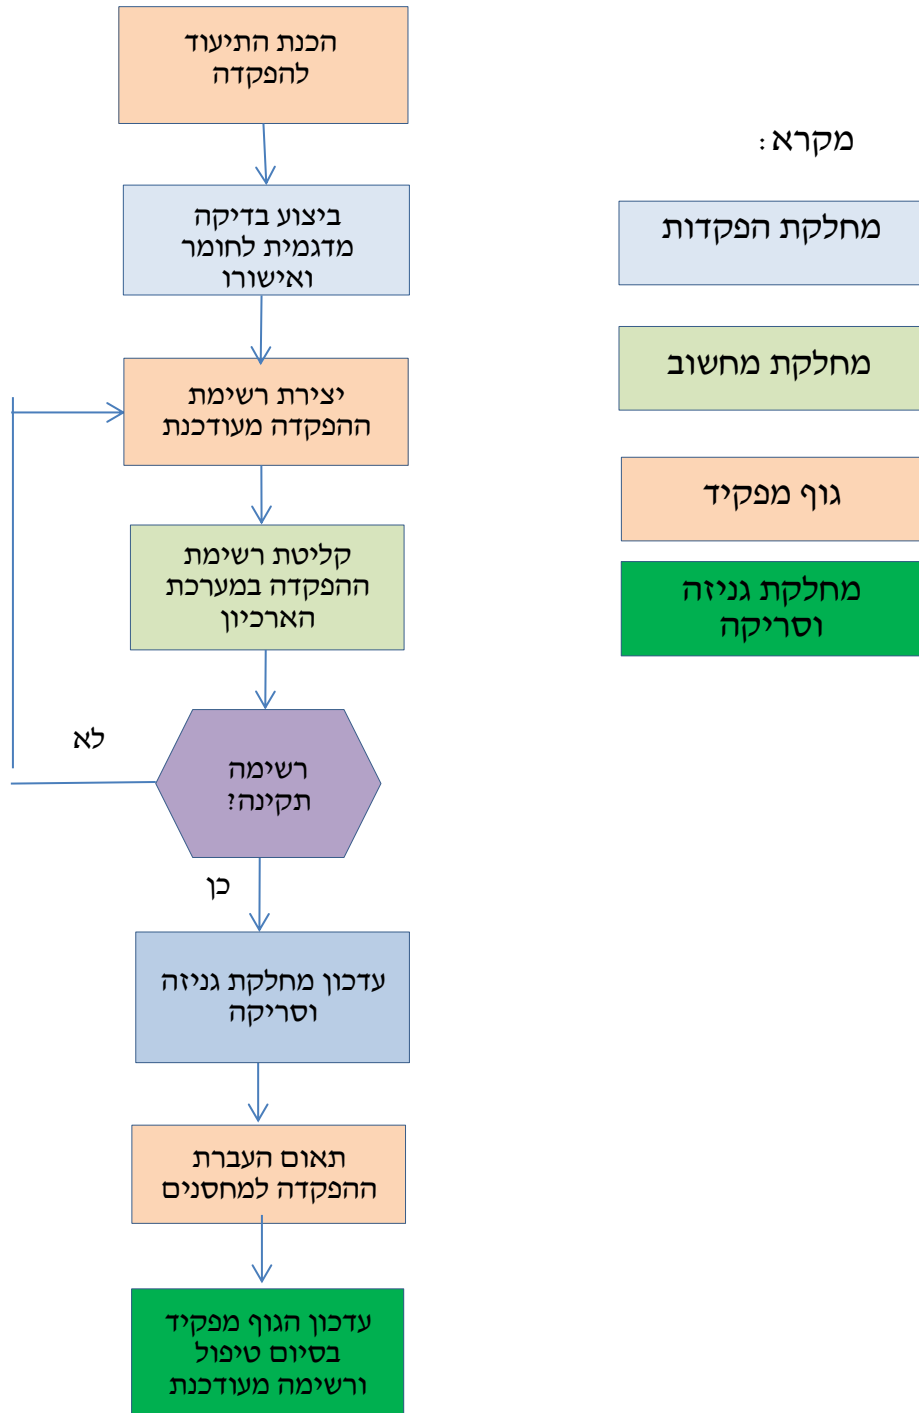 הכנת התיעוד
להפקדה
ביצוע בדיקה
מדגמית לחומר
ואישורו
יצירת רשימת
ההפקדה מעודכנת
קליטת רשימת
ההפקדה במערכת
הארכיון
רשימה
תקינה?
לא
כן
עדכון מחלקת גניזה
וסריקה
תאום העברת
ההפקדה למחסנים
עדכון הגוף מפקיד
בסיום טיפול
ורשימה מעודכנת
מקרא:
מחלקת הפקדות
מחלקת מחשוב
גוף מפקיד
מחלקת גניזה
וסריקה